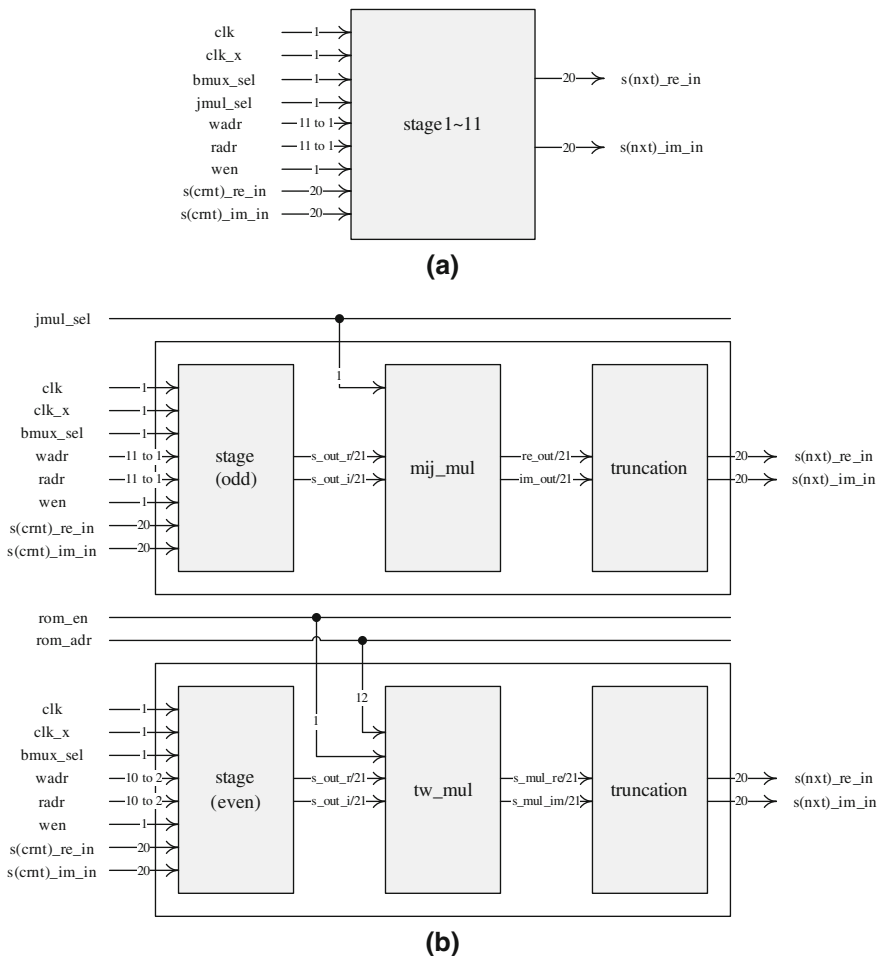 clk
1
clk_x
1
bmux_sel
1
jmul_sel
1
wadr
11 to 1
radr
11 to 1
wen
1
s(crnt)_re_in
20
s(crnt)_im_in
20
stage1~11
20
s(nxt)_re_in
20
s(nxt)_im_in
(a)
jmul_sel
1
clk
1
clk_x
1
bmux_sel
1
wadr
11 to 1
radr
11 to 1
wen
1
s(crnt)_re_in
20
s(crnt)_im_in
20
stage
(odd)
s_out_r/21
s_out_i/21
mij_mul
re_out/21
im_out/21
truncation
20
s(nxt)_re_in
20
s(nxt)_im_in
rom_en
rom_adr
12
1
clk
1
clk_x
1
bmux_sel
1
wadr
10 to 2
radr
10 to 2
wen
1
s(crnt)_re_in
20
s(crnt)_im_in
20
stage
(even)
s_out_r/21
s_out_i/21
tw_mul
s_mul_re/21
s_mul_im/21
truncation
20
s(nxt)_re_in
20
s(nxt)_im_in
(b)